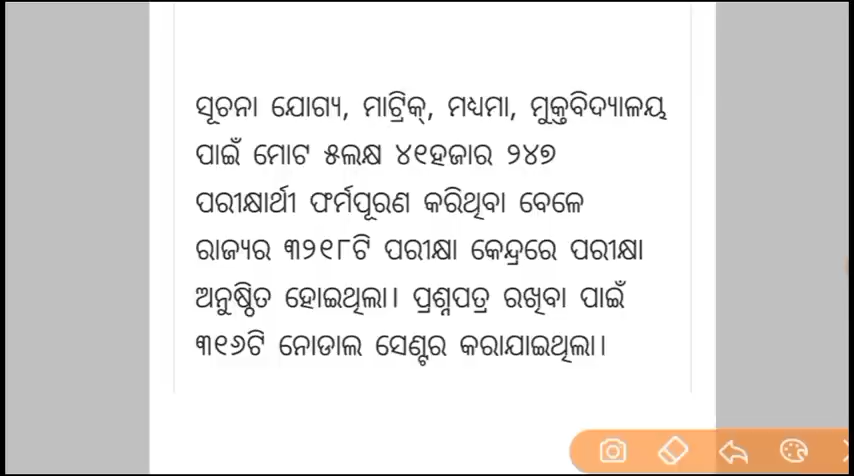 ସୂଚନା ଯୋଗ୍ୟ, ମାଟ୍ରିକ୍, ମଧ୍ୟମା, ମୁକ୍ତବିଦ୍ୟାଳୟ
ପାଇଁ ମୋଟ ୫ଲକ୍ଷ ୪୧ହଜାର ୨୪୭
ପରୀକ୍ଷାର୍ଥୀ ଫର୍ମପୂରଣ କରିଥିବା ବେଳେ
ରାଜ୍ୟର ୩୨୧୮ଟି ପରୀକ୍ଷା କେନ୍ଦ୍ରରେ ପରୀକ୍ଷା
ଅନୁଷ୍ଠିତ ହୋଇଥିଲା। ପ୍ରଶ୍ନପତ୍ର ରଖିବା ପାଇଁ
୩୧୬ଟି ନୋଡାଲ ସେଣ୍ଟର କରାଯାଇଥିଲା।